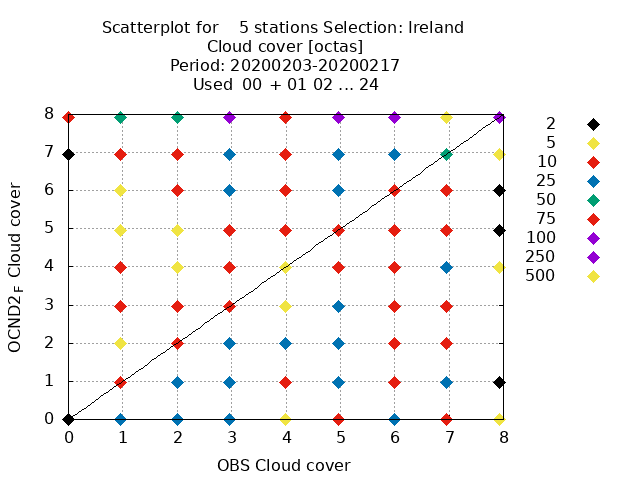 Scatterplot for    5 stations Selection: Ireland
Cloud cover [octas]
Period: 20200203-20200217
Used  00  + 01 02 ... 24
8
7
6
5
4
3
2
1
0
0 1 2 3 4 5 6 7 8
OCND2F Cloud cover
OBS Cloud cover
2
5
10
25
50
75
100
250
500